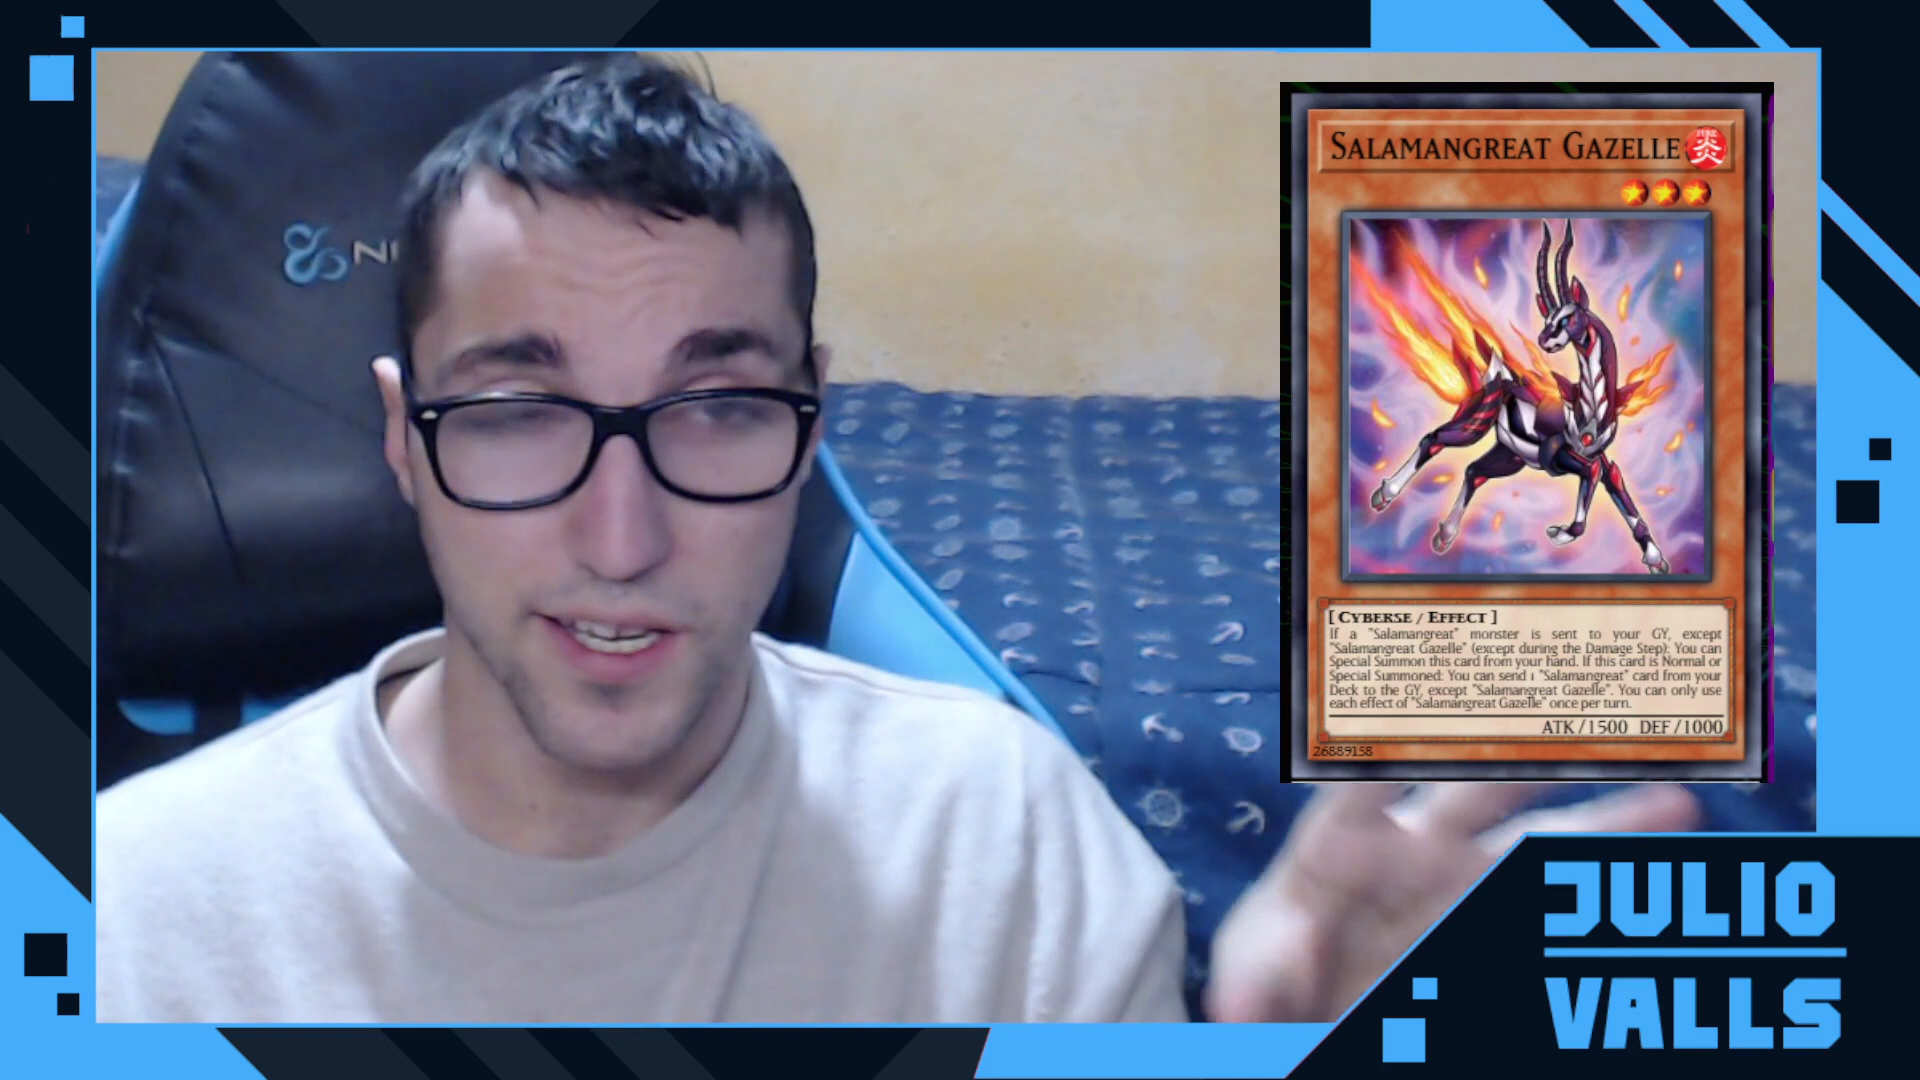 SALAMANGREAT GAZELLE
FIRE
炎
[ CYBERSE / EFFECT ]
If a "Salamangreat" monster is sent to your GY, except
"Salamangreat Gazelle" (except during the Damage Step): You can
Special Summon this card from your hand. If this card is Normal or
Special Summoned: You can send 1 "Salamangreat" card from your
Deck to the GY, except "Salamangreat Gazelle". You can only use
each effect of "Salamangreat Gazelle" once per turn.
ATK/1500 DEF/1000
26889158
JULIO
VALLS